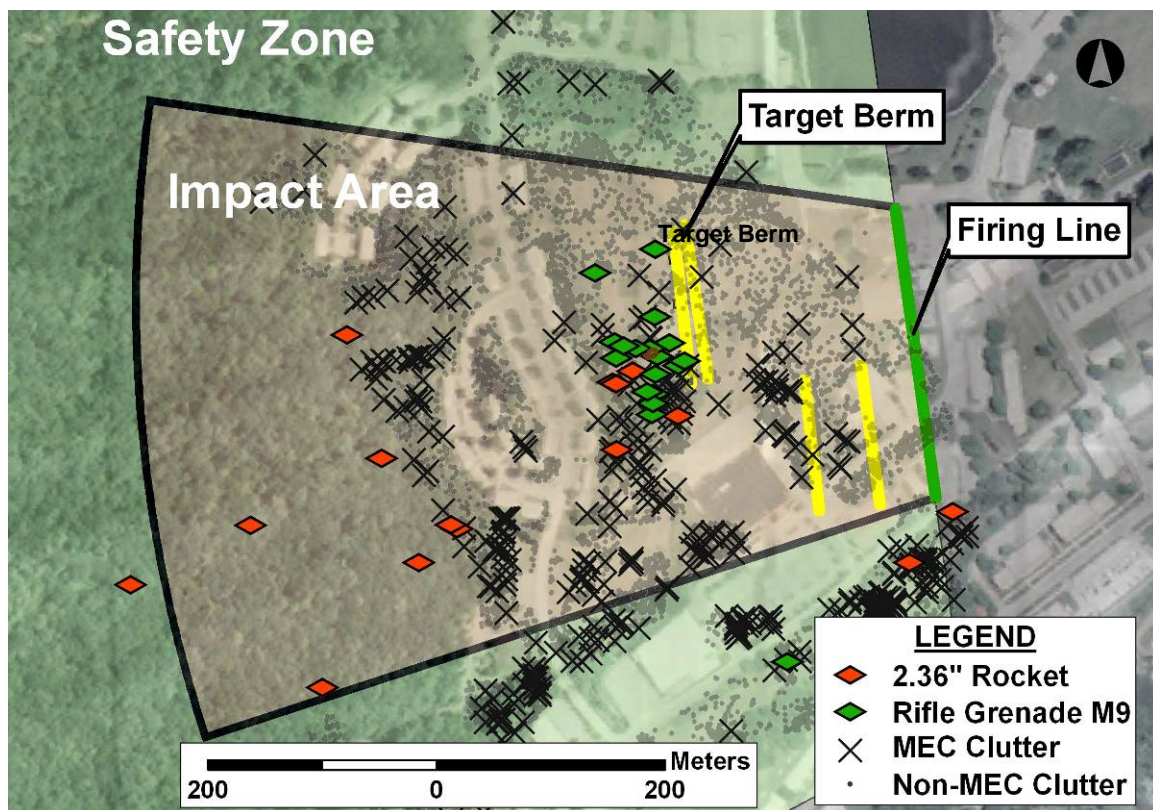 Safety Zone
Target Berm
Impact Area
Target Berm
Firing Line
LEGEND
2.36" Rocket
Rifle Grenade M9
MEC Clutter
Non-MEC Clutter
Meters
200 0 200